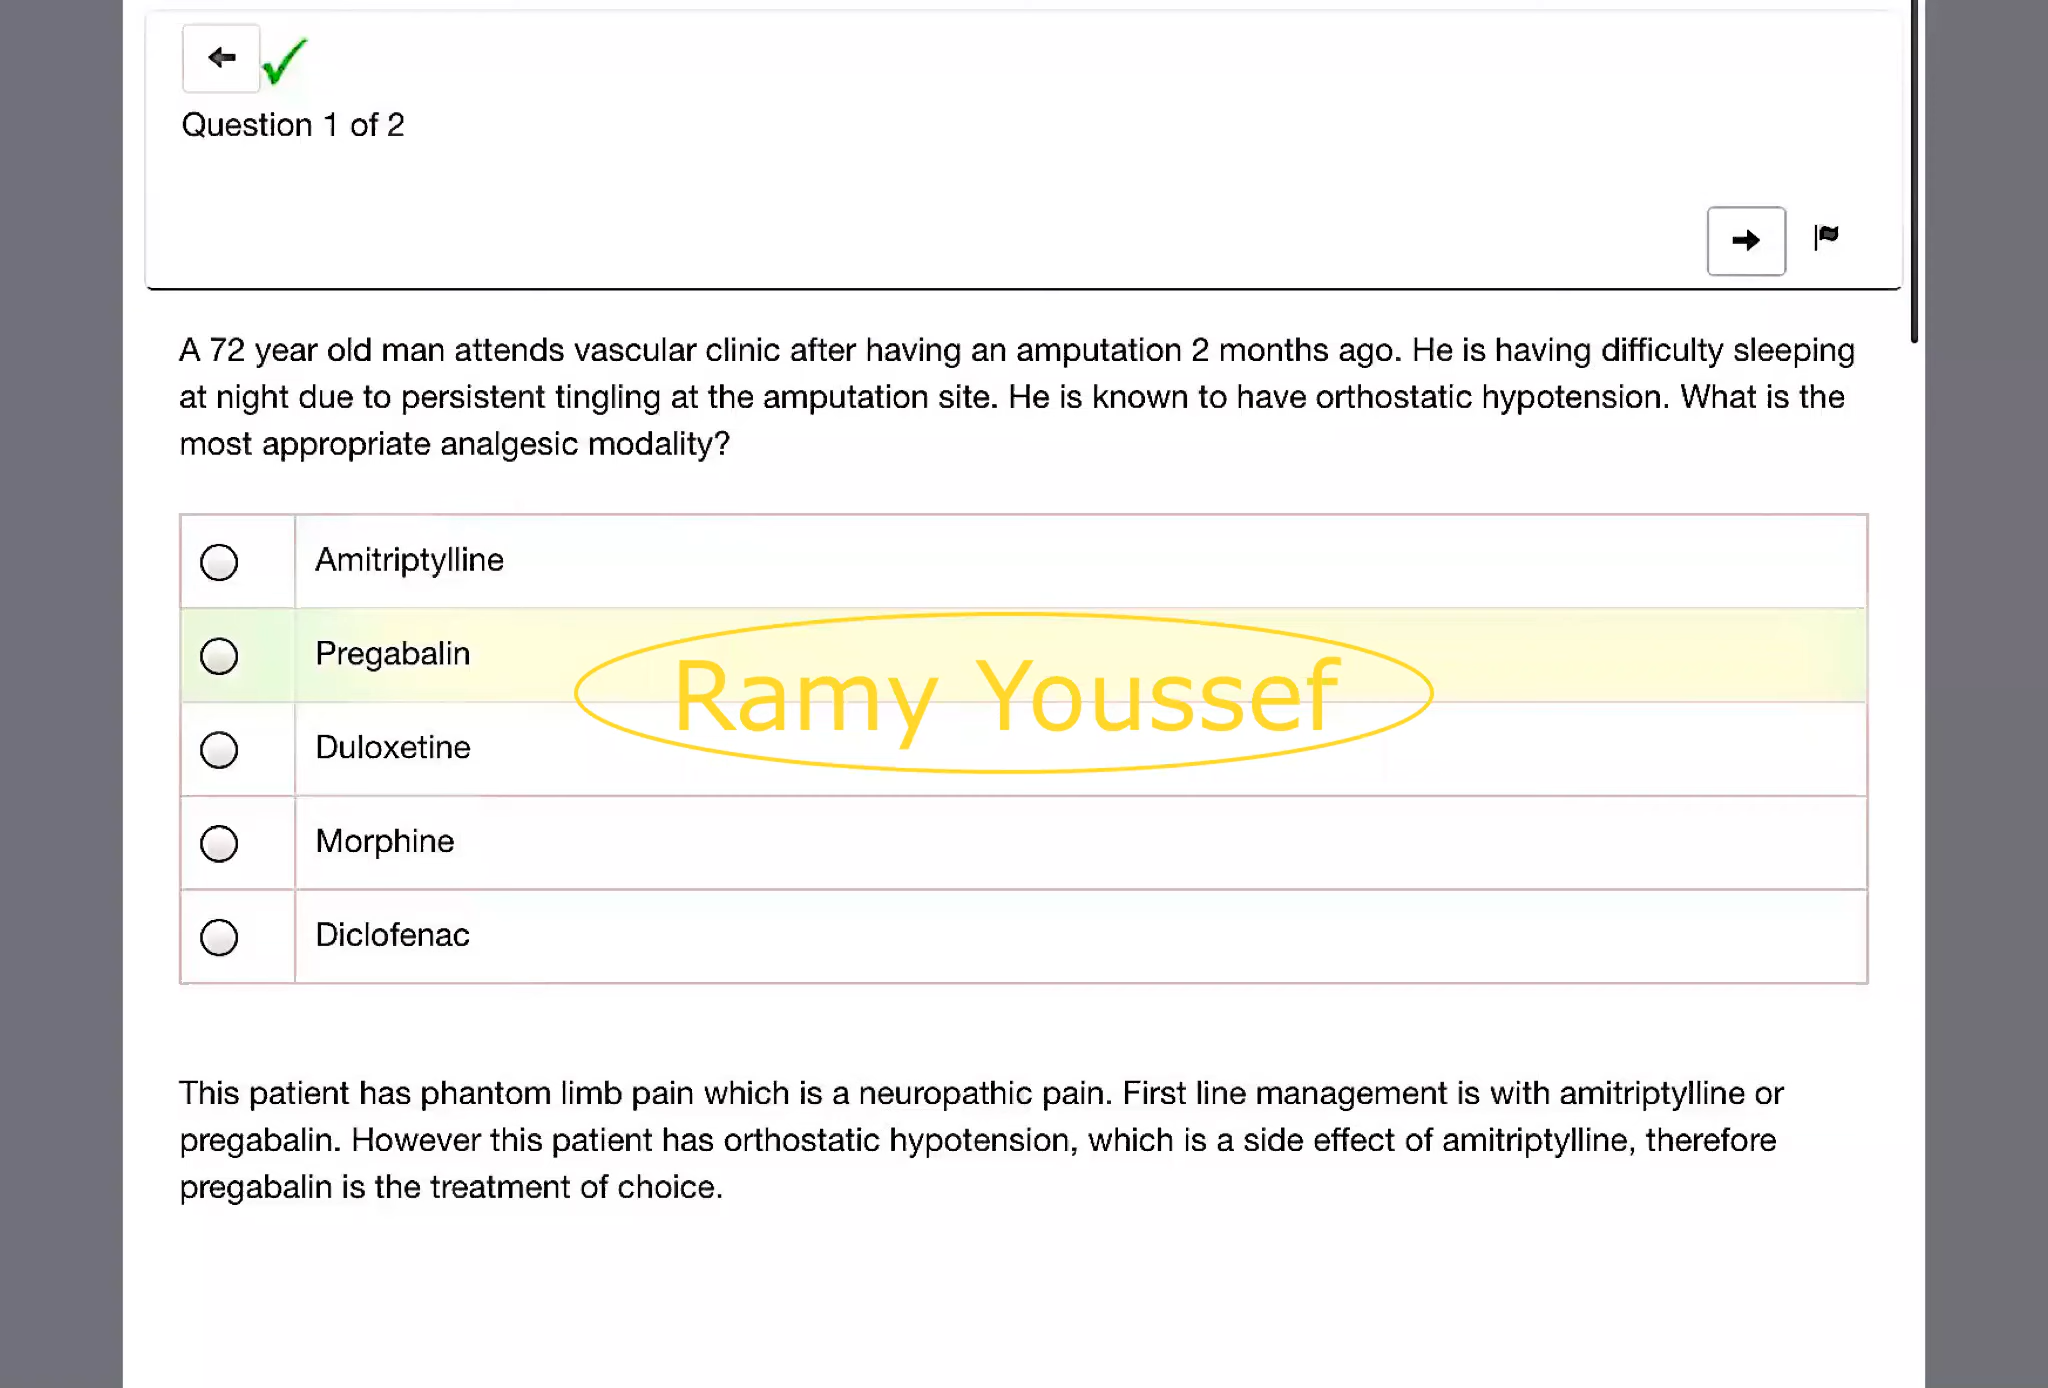 Question 1 of 2
A 72 year old man attends vascular clinic after having an amputation 2 months ago. He is having difficulty sleeping
at night due to persistent tingling at the amputation site. He is known to have orthostatic hypotension. What is the
most appropriate analgesic modality?
Amitriptylline
Pregabalin
Ramy Youssef
Duloxetine
Morphine
Diclofenac
This patient has phantom limb pain which is a neuropathic pain. First line management is with amitriptylline or
pregabalin. However this patient has orthostatic hypotension, which is a side effect of amitriptylline, therefore
pregabalin is the treatment of choice.